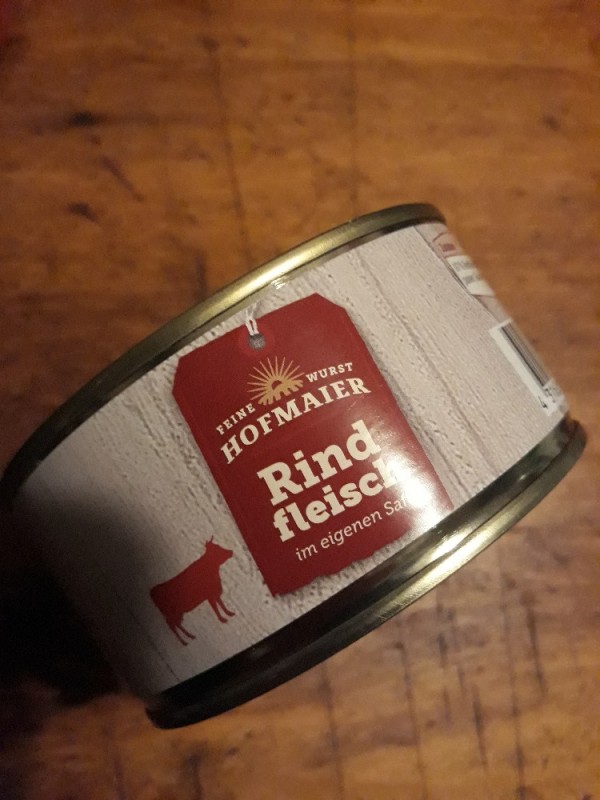 FEINE WURST
HOFMAIER
Rind
fleisch
im eigenen